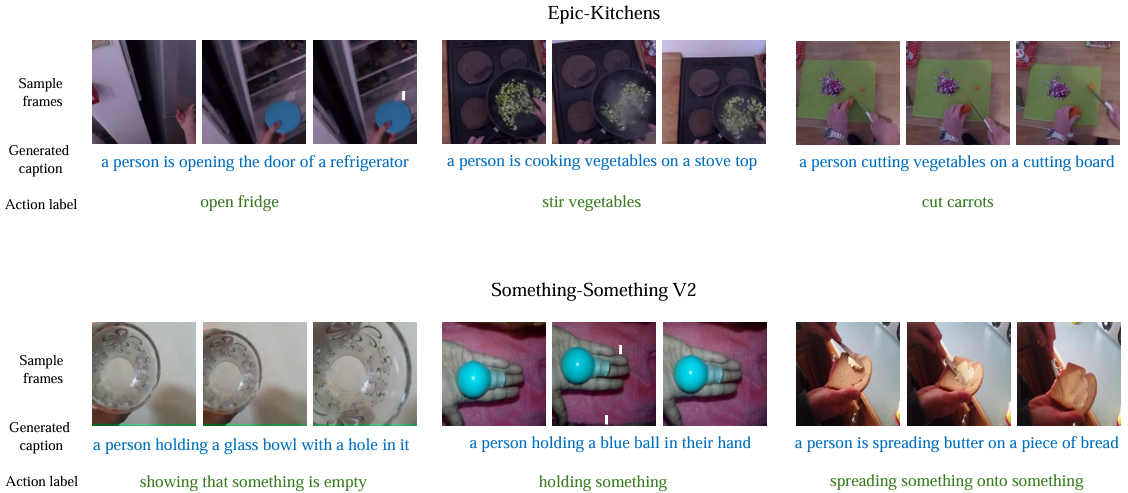 Epic-Kitchens
Sample
frames
Generated
caption
a person is opening the door of a refrigerator
a person is cooking vegetables on a stove top
a person cutting vegetables on a cutting board
Action label
open fridge
stir vegetables
cut carrots
Something-Something V2
Sample
frames
Generated
caption
a person holding a glass bowl with a hole in it
a person holding a blue ball in their hand
a person is spreading butter on a piece of bread
Action label
showing that something is empty
holding something
spreading something onto something